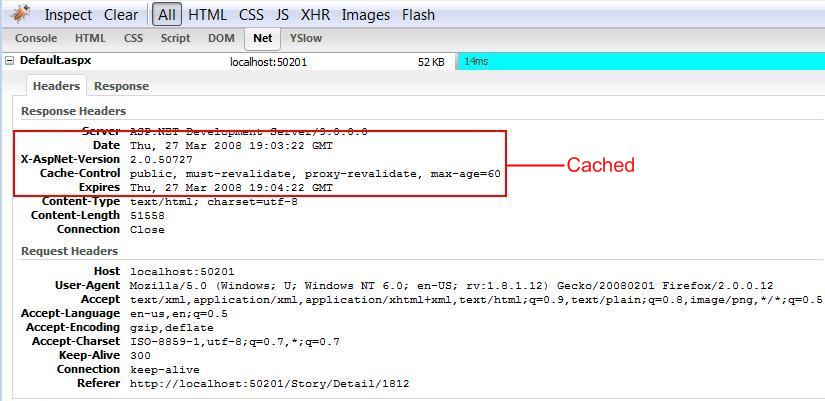 Inspect Clear All HTML CSS JS XHR Images Flash
Console HTML CSS Script DOM Net YSlow
Default.aspx localhost:50201 52 KB 14ms
Headers Response
Response Headers
Server ASP.NET Development Server/9.0.0.0
Date Thu, 27 Mar 2008 19:03:22 GMT
X-AspNet-Version 2.0.50727
Cache-Control public, must-revalidate, proxy-revalidate, max-age=60
Cached
Expires Thu, 27 Mar 2008 19:04:22 GMT
Content-Type text/html; charset=utf-8
Content-Length 51558
Connection Close
Request Headers
Host localhost:50201
User-Agent Mozilla/5.0 (Windows; U; Windows NT 6.0; en-US; rv:1.8.1.12) Gecko/20080201 Firefox/2.0.0.12
Accept text/xml,application/xml,application/xhtml+xml,text/html;q=0.9,text/plain;q=0.8,image/png,*/*;q=0.5
Accept-Language en-us,en;q=0.5
Accept-Encoding gzip,deflate
Accept-Charset ISO-8859-1,utf-8;q=0.7,*;q=0.7
Keep-Alive 300
Connection keep-alive
Referer http://localhost:50201/Story/Detail/1812